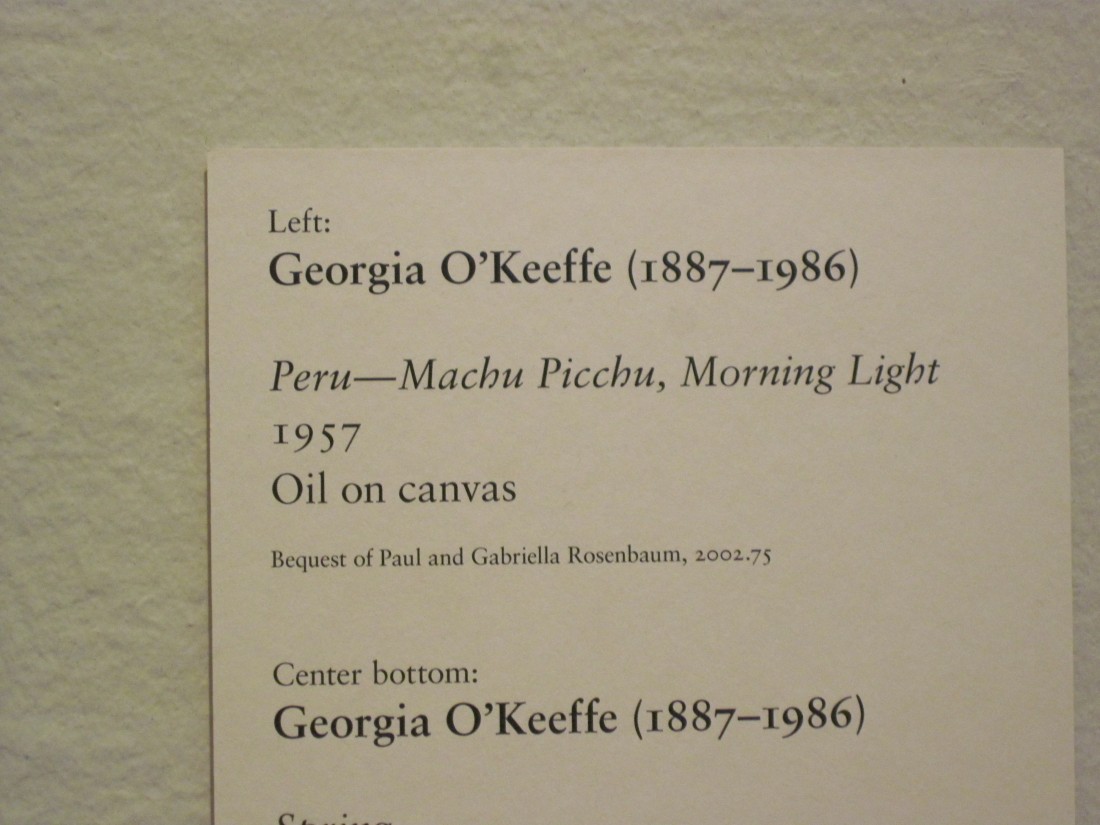 Left:
Georgia O'Keeffe (1887–1986)
Peru—Machu Picchu, Morning Light
1957
Oil on canvas
Bequest of Paul and Gabriella Rosenbaum, 2002.75
Center bottom:
Georgia O'Keeffe (1887–1986)
Spring